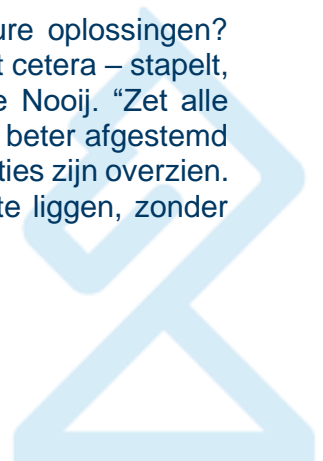 ure oplossingen?
t cetera – stapelt,
e Nooij. “Zet alle
beter afgestemd
ties zijn overzien.
te liggen, zonder